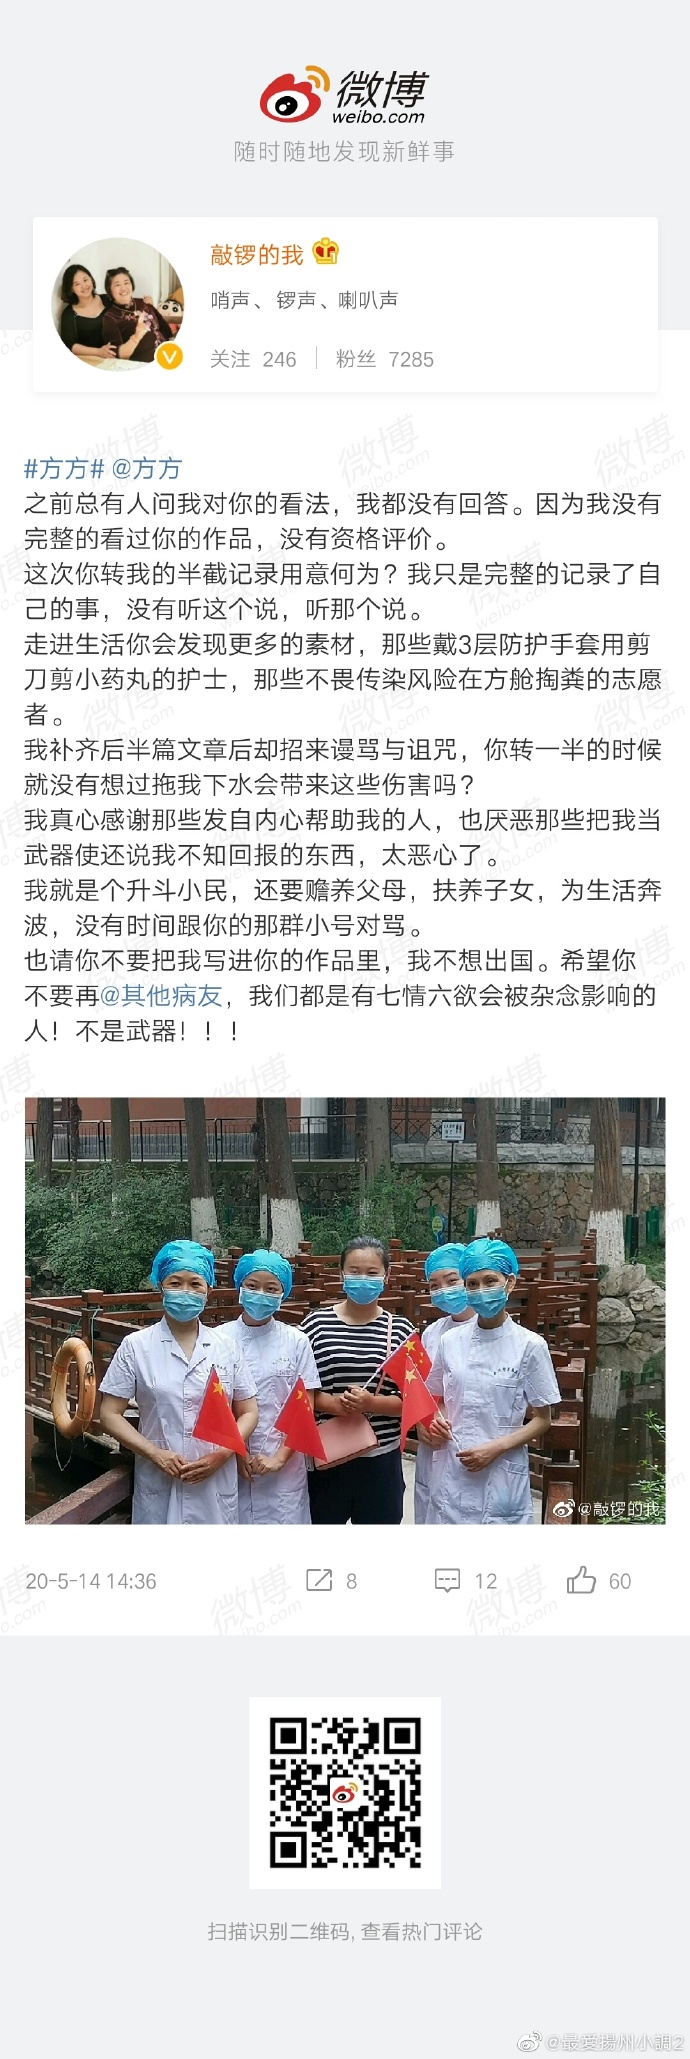 微博
weibo.com
随时随地发现新鲜事
敲锣的我
哨声、锣声、喇叭声
关注 246 粉丝 7285
#方方# @方方
之前总有人问我对你的看法，我都没有回答。因为我没有
完整的看过你的作品，没有资格评价。
这次你转我的半截记录用意何为？我只是完整的记录了自
己的事，没有听这个说，听那个说。
走进生活你会发现更多的素材，那些戴3层防护手套用剪
刀剪小药丸的护士，那些不畏传染风险在方舱掏粪的志愿
者。
我补齐后半篇文章后却招来谩骂与诅咒，你转一半的时候
就没有想过拖我下水会带来这些伤害吗？
我真心感谢那些发自内心帮助我的人，也厌恶那些把我当
武器使还说我不知回报的东西，太恶心了。
我就是个升斗小民，还要赡养父母，扶养子女，为生活奔
波，没有时间跟你的那群小号对骂。
也请你不要把我写进你的作品里，我不想出国。希望你
不要再@其他病友，我们都是有七情六欲会被杂念影响的
人！不是武器！！！
@敲锣的我
20-5-14 14:36 8 12 60
扫描识别二维码, 查看热门评论
@最愛揚州小調2